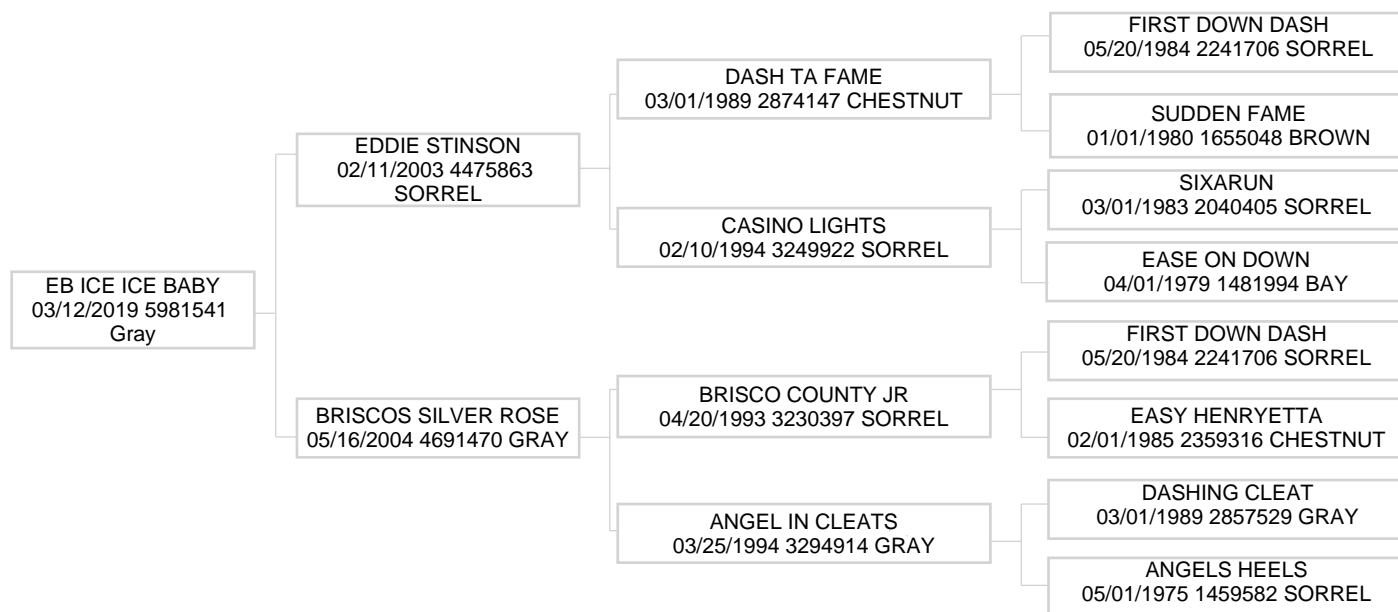 EB ICE ICE BABY
03/12/2019 5981541
Gray
EDDIE STINSON
02/11/2003 4475863
SORREL
BRISCOS SILVER ROSE
05/16/2004 4691470 GRAY
DASH TA FAME
03/01/1989 2874147 CHESTNUT
CASINO LIGHTS
02/10/1994 3249922 SORREL
BRISCO COUNTY JR
04/20/1993 3230397 SORREL
ANGEL IN CLEATS
03/25/1994 3294914 GRAY
FIRST DOWN DASH
05/20/1984 2241706 SORREL
SUDDEN FAME
01/01/1980 1655048 BROWN
SIXARUN
03/01/1983 2040405 SORREL
EASE ON DOWN
04/01/1979 1481994 BAY
FIRST DOWN DASH
05/20/1984 2241706 SORREL
EASY HENRYETTA
02/01/1985 2359316 CHESTNUT
DASHING CLEAT
03/01/1989 2857529 GRAY
ANGELS HEELS
05/01/1975 1459582 SORREL